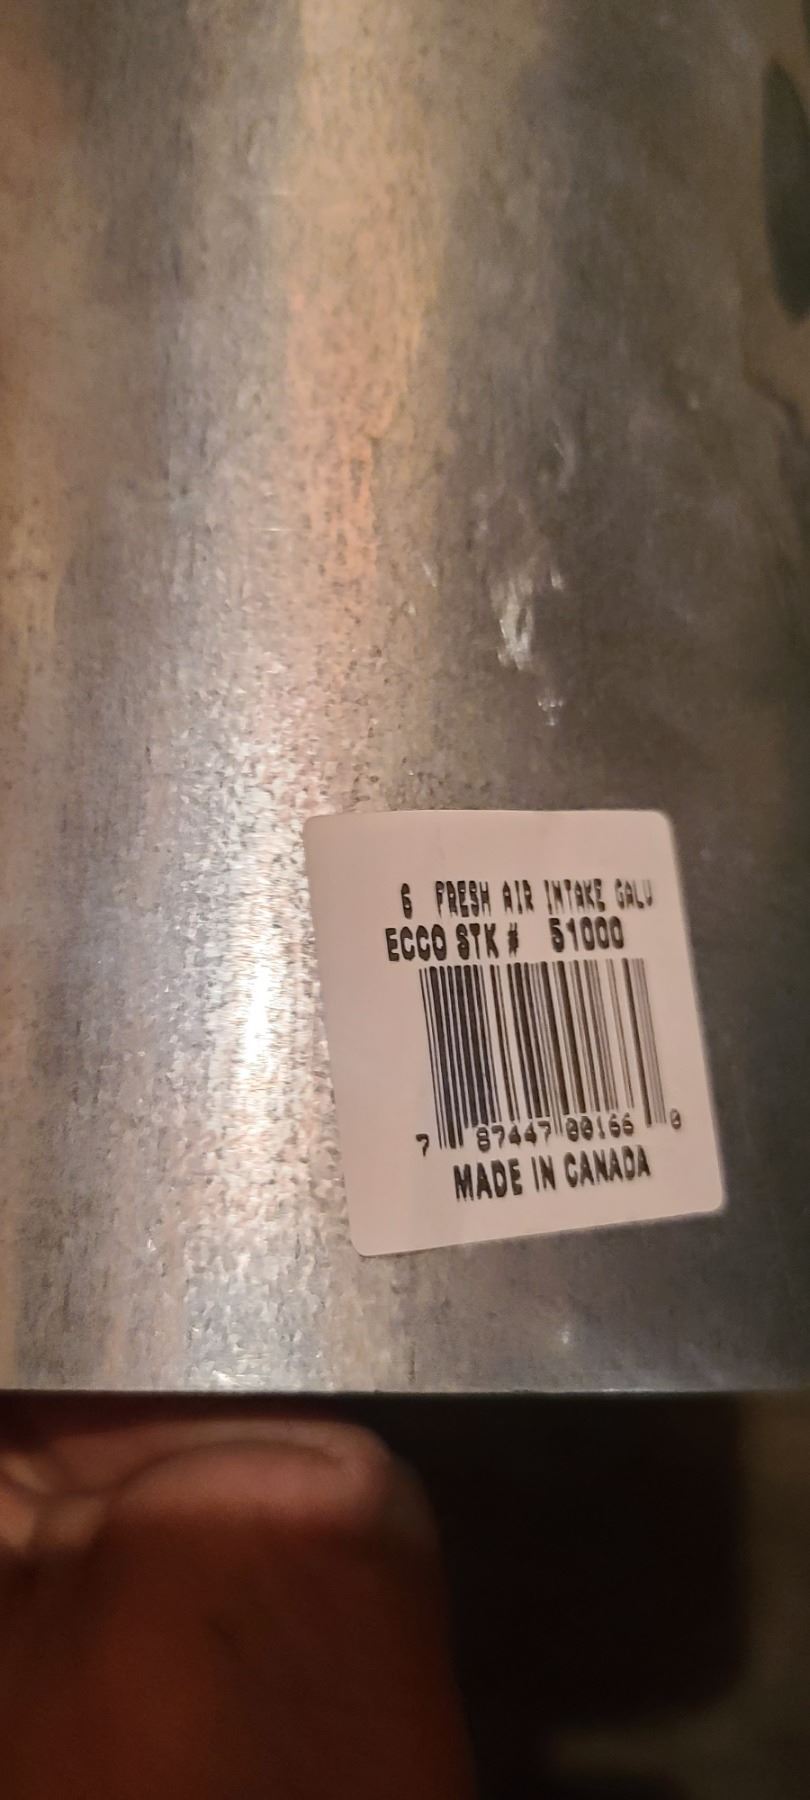 6 FRESH AIR INTAKE GALV
ECCO STK # 51000
7 87447 00166 0
MADE IN CANADA